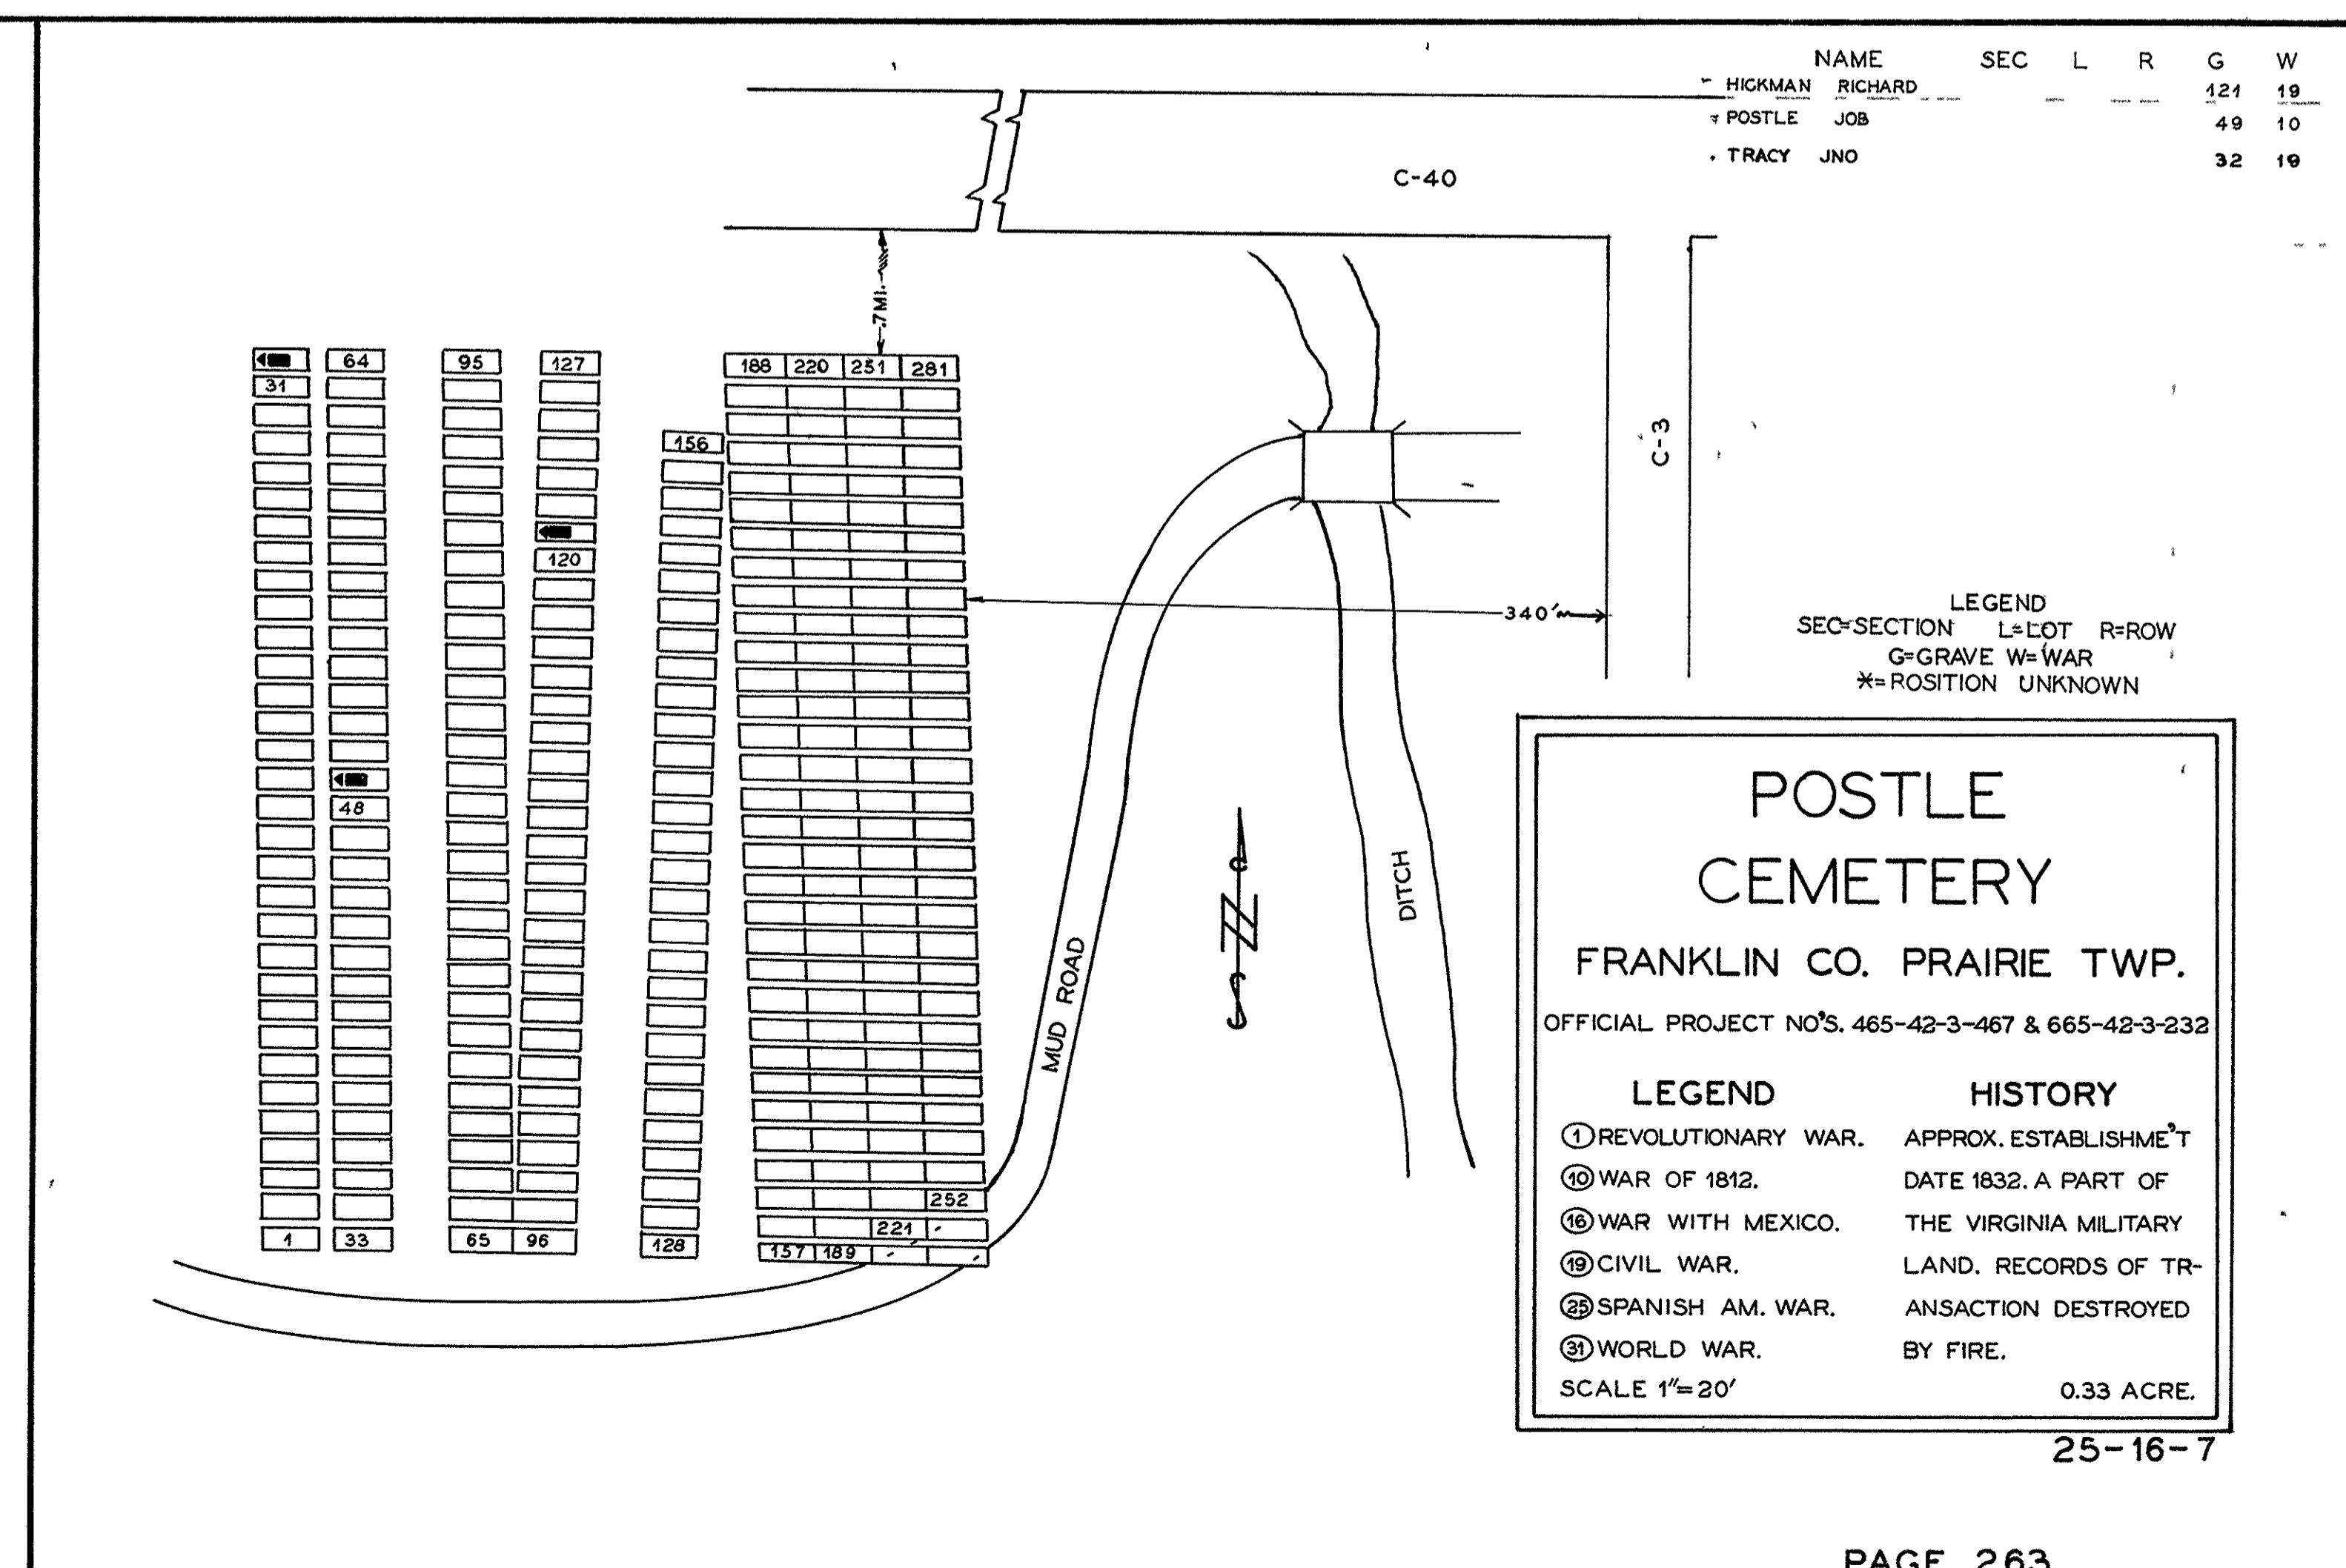 NAME SEC L R G W
HICKMAN RICHARD 121 19
POSTLE JOB 49 10
TRACY JNO 32 19
C-40
.7MI.
64 95 127 188 220 251 281
31
156
C-3
120
340'
LEGEND
SEC=SECTION L=LOT R=ROW
G=GRAVE W=WAR
*=ROSITION UNKNOWN
48
DITCH
MUD ROAD
N
S
252
221
1 33 65 96 128 157 189
POSTLE
CEMETERY
FRANKLIN CO. PRAIRIE TWP.
OFFICIAL PROJECT NO'S. 465-42-3-467 & 665-42-3-232
LEGEND
1 REVOLUTIONARY WAR.
10 WAR OF 1812.
16 WAR WITH MEXICO.
19 CIVIL WAR.
25 SPANISH AM. WAR.
31 WORLD WAR.
SCALE 1"=20'
HISTORY
APPROX. ESTABLISHME'T
DATE 1832. A PART OF
THE VIRGINIA MILITARY
LAND. RECORDS OF TR-
ANSACTION DESTROYED
BY FIRE.
0.33 ACRE.
25-16-7
PAGE 263